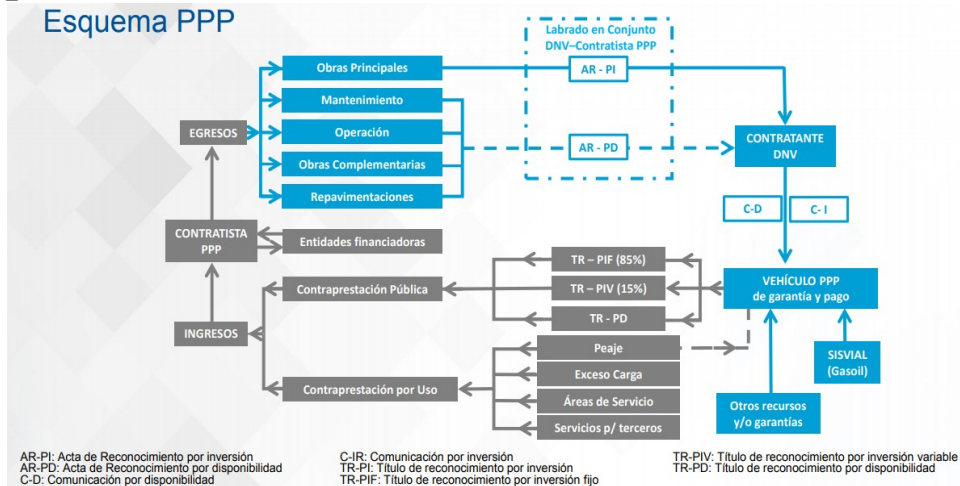 Esquema PPP
Labrado en Conjunto
DNV–Contratista PPP
Obras Principales
AR - PI
Mantenimiento
EGRESOS
Operación
AR - PD
CONTRATANTE
DNV
Obras Complementarias
Repavimentaciones
C-D
C- I
CONTRATISTA
PPP
Entidades financiadoras
TR – PIF (85%)
Contraprestación Pública
TR – PIV (15%)
VEHÍCULO PPP
de garantía y pago
TR - PD
INGRESOS
Peaje
SISVIAL
(Gasoil)
Exceso Carga
Contraprestación por Uso
Áreas de Servicio
Otros recursos
y/o garantías
Servicios p/ terceros
AR-PI: Acta de Reconocimiento por inversión
AR-PD: Acta de Reconocimiento por disponibilidad
C-D: Comunicación por disponibilidad
C-IR: Comunicación por inversión
TR-PI: Título de reconocimiento por inversión
TR-PIF: Título de reconocimiento por inversión fijo
TR-PIV: Título de reconocimiento por inversión variable
TR-PD: Título de reconocimiento por disponibilidad